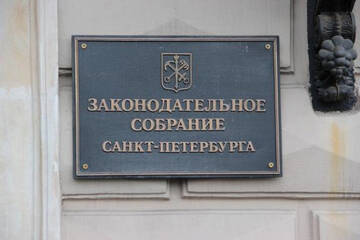 ЗАКОНОДАТЕЛЬНОЕ
СОБРАНИЕ
САНКТ-ПЕТЕРБУРГА